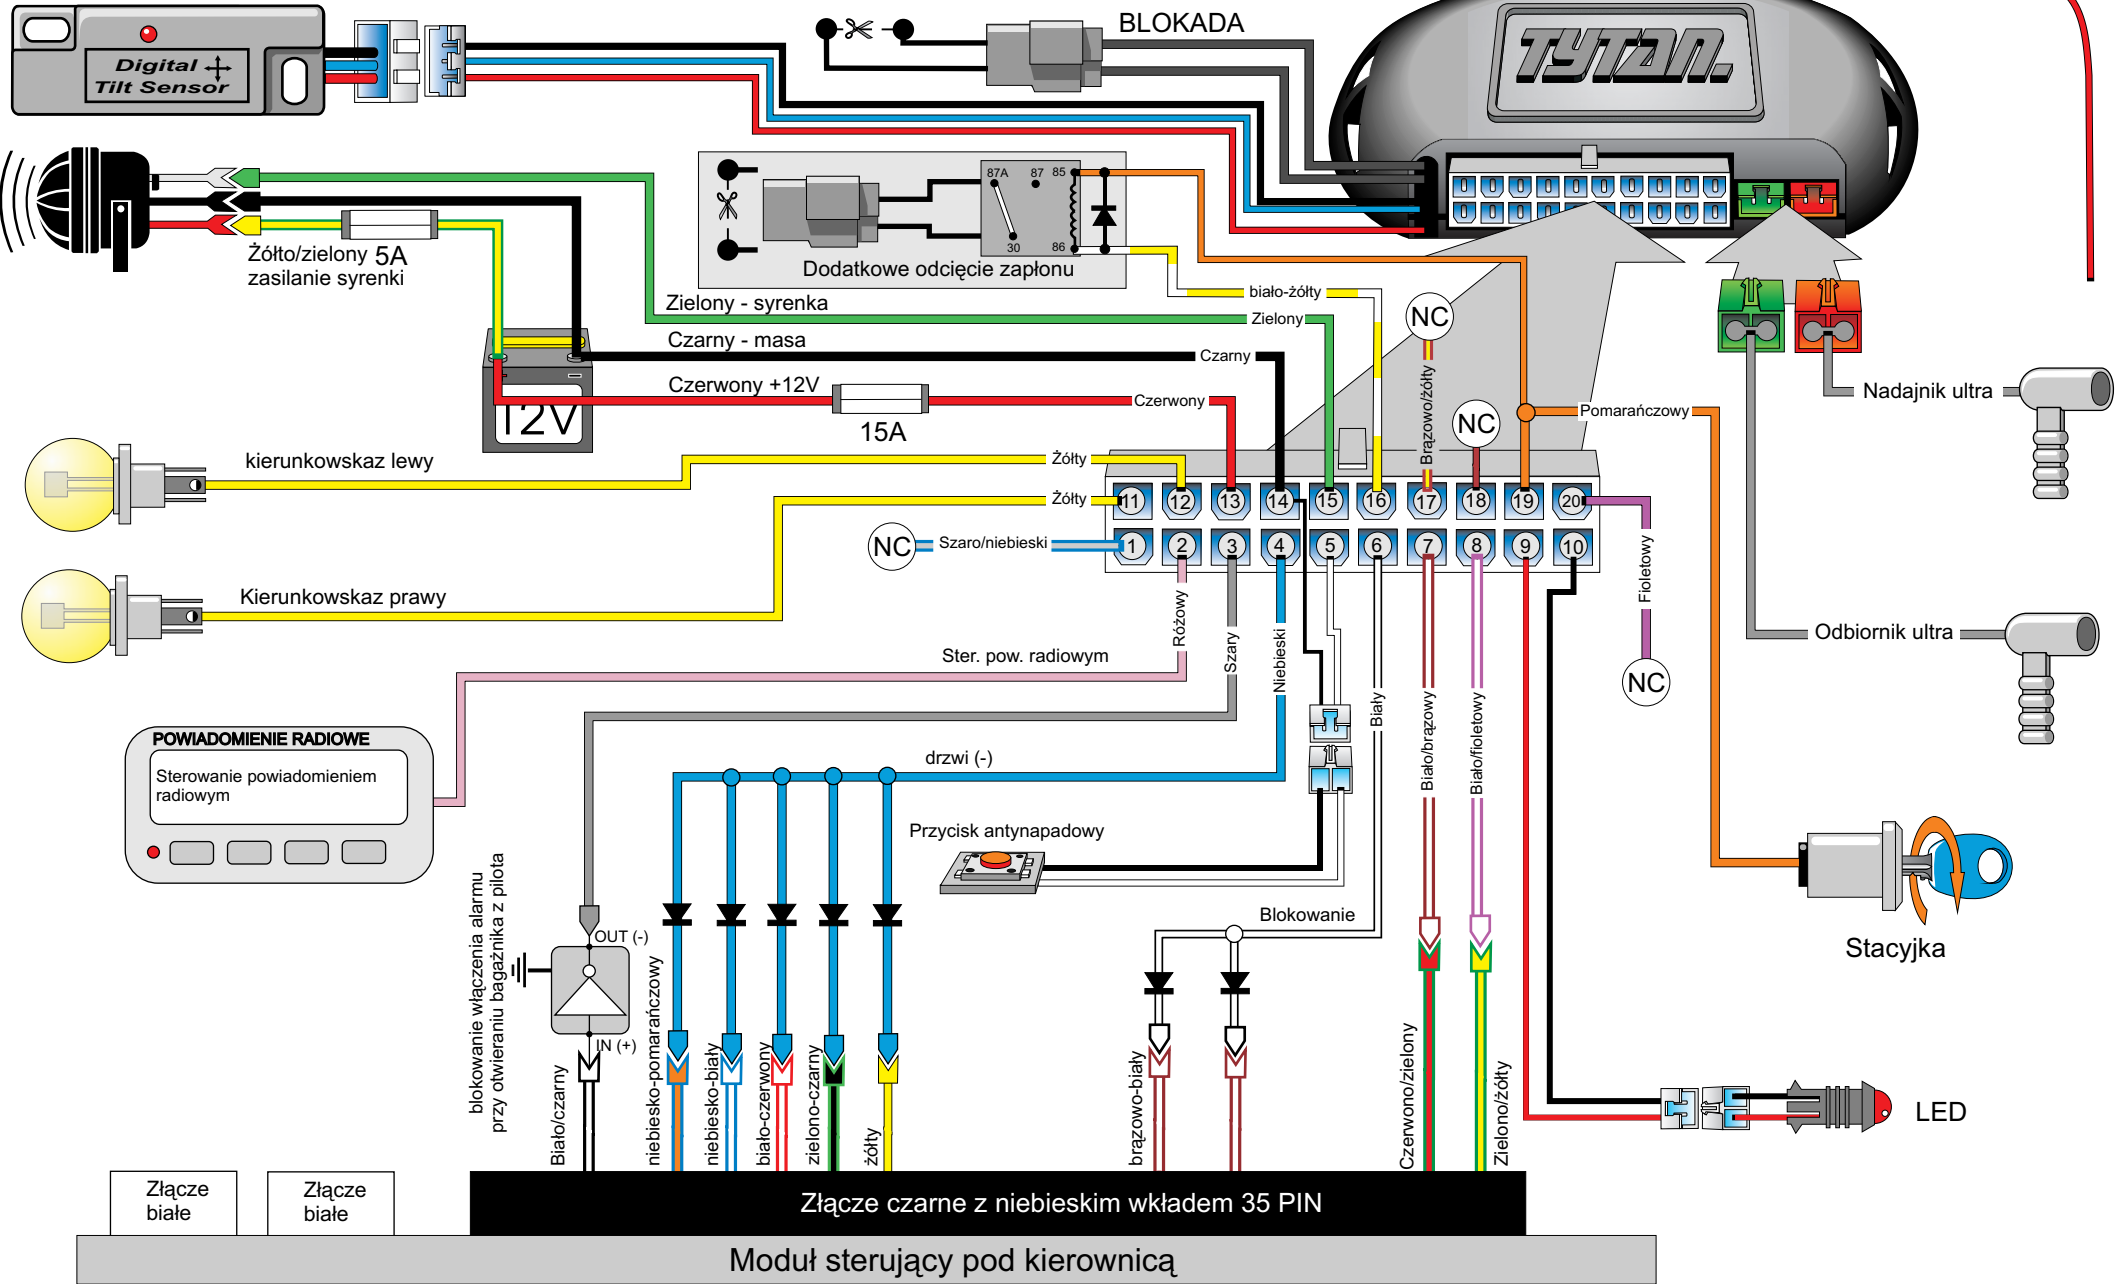 Digital
Tilt Sensor
BLOKADA
TYTAN.
87A 87 85
30 86
Dodatkowe odcięcie zapłonu
Żółto/zielony 5A
zasilanie syrenki
Zielony - syrenka
biało-żółty
Zielony
NC
Czarny - masa
Czarny
Czerwony +12V
Czerwony
15A
12V
Brązowo/żółty
NC
Pomarańczowy
Nadajnik ultra
kierunkowskaz lewy
Żółty
Żółty
11 12 13 14 15 16 17 18 19 20
NC
Szaro/niebieski
1 2 3 4 5 6 7 8 9 10
Kierunkowskaz prawy
Fioletowy
NC
Odbiornik ultra
Różowy
Szary
Niebieski
Biały
Biało/brązowy
Biało/fioletowy
Ster. pow. radiowym
POWIADOMIENIE RADIOWE
Sterowanie powiadomieniem
radiowym
drzwi (-)
Przycisk antynapadowy
Blokowanie
Stacyjka
blokowanie włączenia alarmu
przy otwieraniu bagażnika z pilota
OUT (-)
IN (+)
Biało/czarny
niebiesko-pomarańczowy
niebiesko-biały
biało-czerwony
zielono-czarny
żółty
brązowo-biały
Czerwono/zielony
Zielono/żółty
LED
Złącze
białe
Złącze
białe
Złącze czarne z niebieskim wkładem 35 PIN
Moduł sterujący pod kierownicą